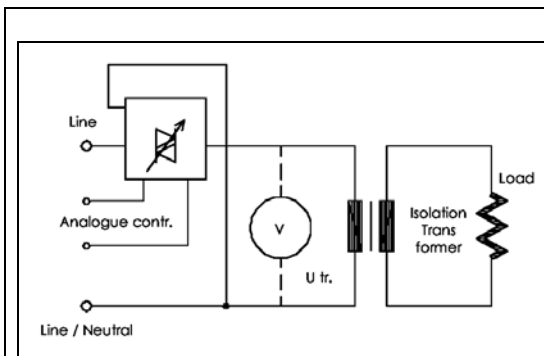 Line
Analogue contr.
Line / Neutral
V
U tr.
Isolation
Trans
former
Load